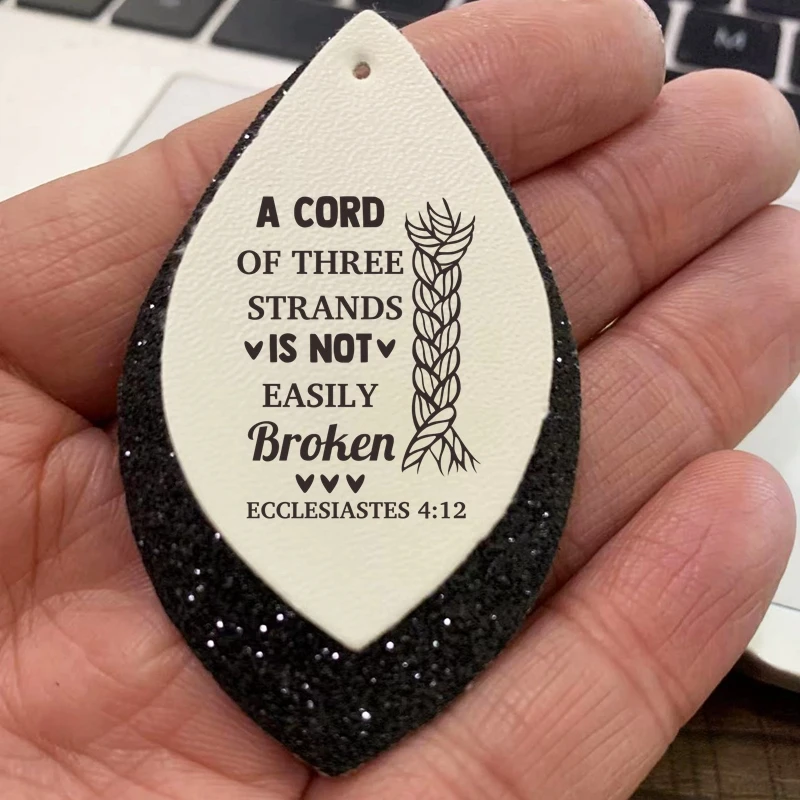 A CORD
OF THREE
STRANDS
IS NOT
EASILY
Broken
ECCLESIASTES 4:12
M